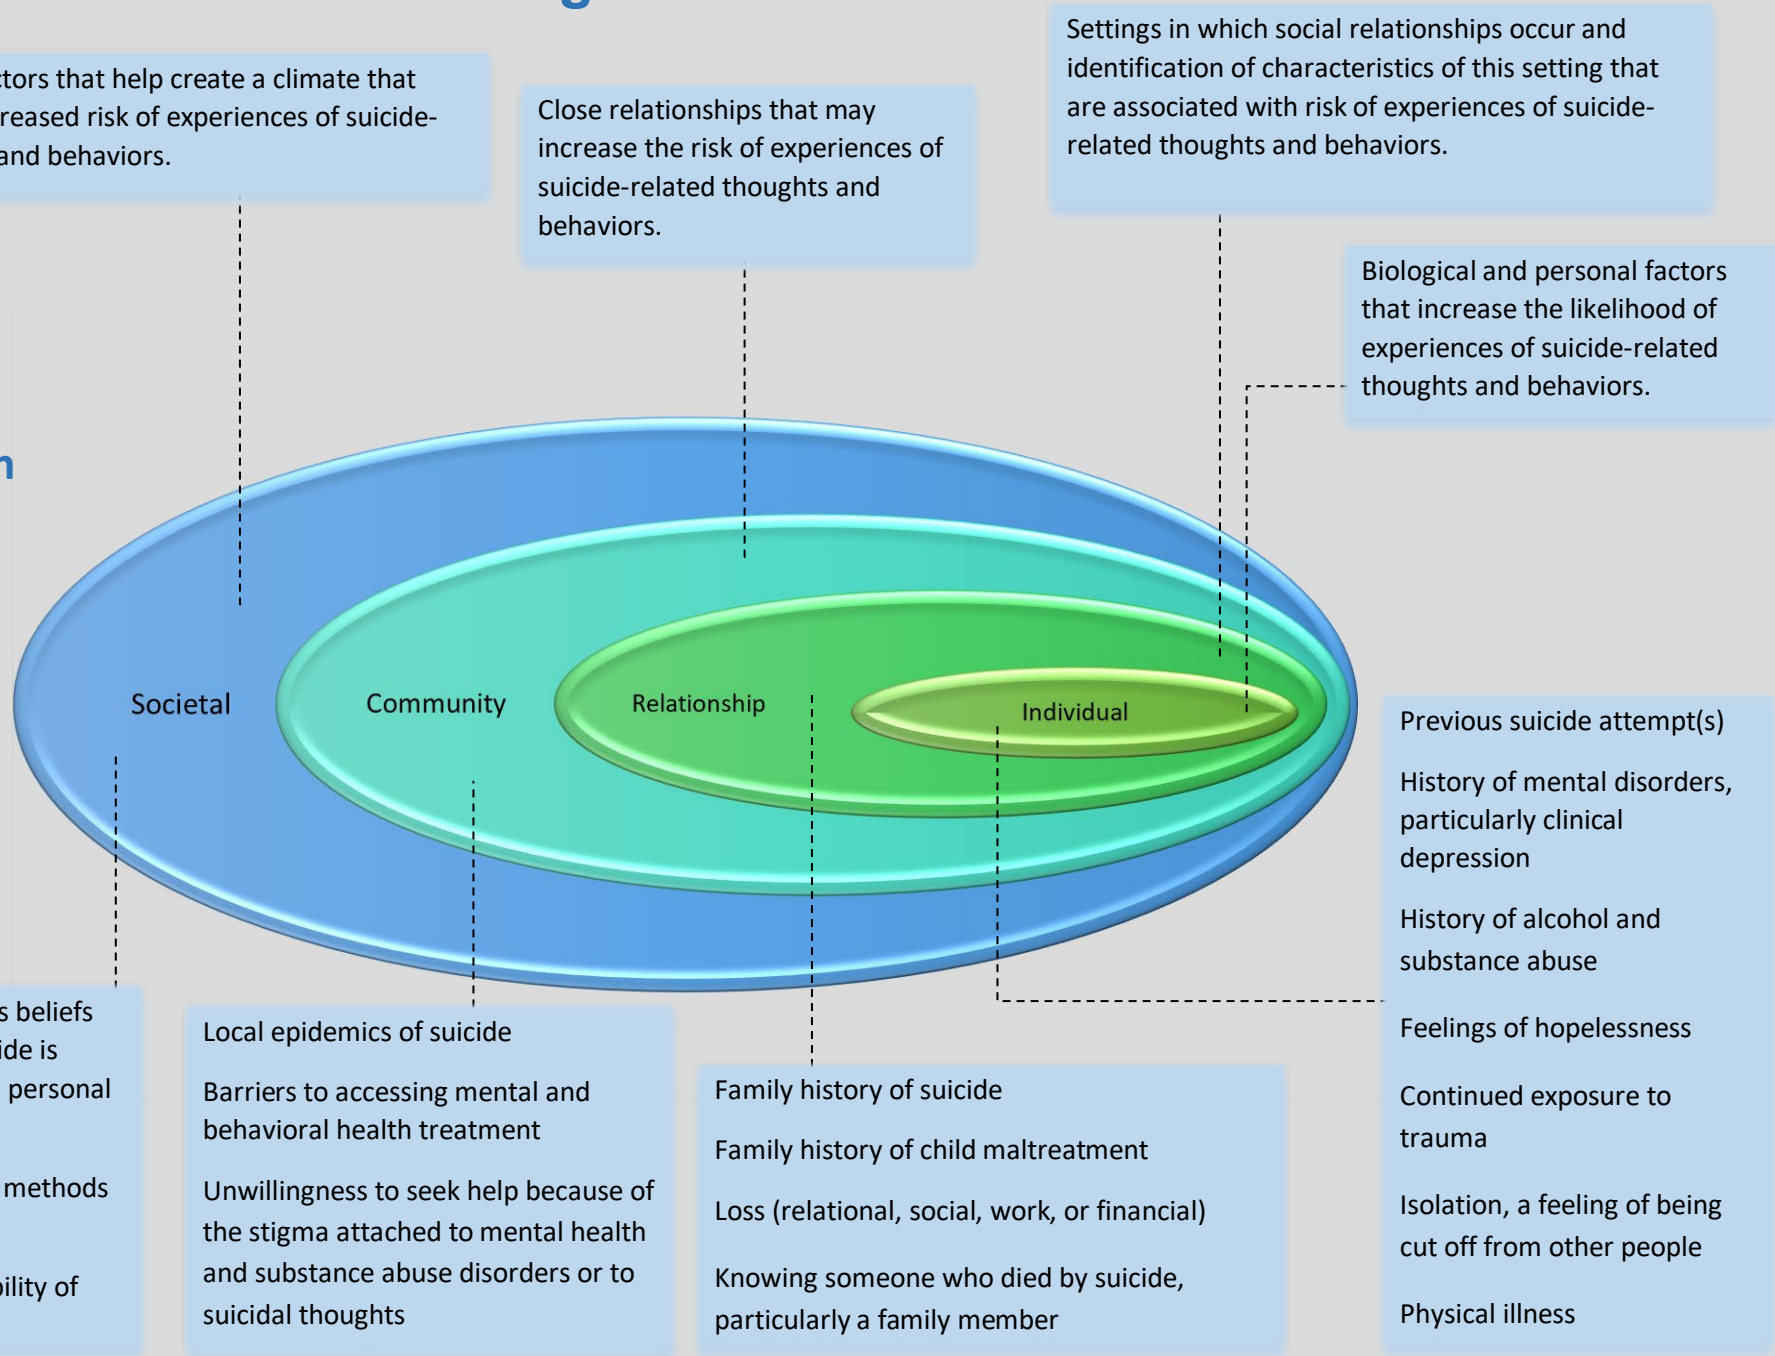 g
Settings in which social relationships occur and
identification of characteristics of this setting that
are associated with risk of experiences of suicide-
related thoughts and behaviors.
that help create a climate that
risk of experiences of suicide-
and behaviors.
Close relationships that may
increase the risk of experiences of
suicide-related thoughts and
behaviors.
Biological and personal factors
that increase the likelihood of
experiences of suicide-related
thoughts and behaviors.
Societal
Community
Relationship
Individual
beliefs
is
personal
methods
of
Local epidemics of suicide
Barriers to accessing mental and
behavioral health treatment
Unwillingness to seek help because of
the stigma attached to mental health
and substance abuse disorders or to
suicidal thoughts
Family history of suicide
Family history of child maltreatment
Loss (relational, social, work, or financial)
Knowing someone who died by suicide,
particularly a family member
Previous suicide attempt(s)
History of mental disorders,
particularly clinical
depression
History of alcohol and
substance abuse
Feelings of hopelessness
Continued exposure to
trauma
Isolation, a feeling of being
cut off from other people
Physical illness